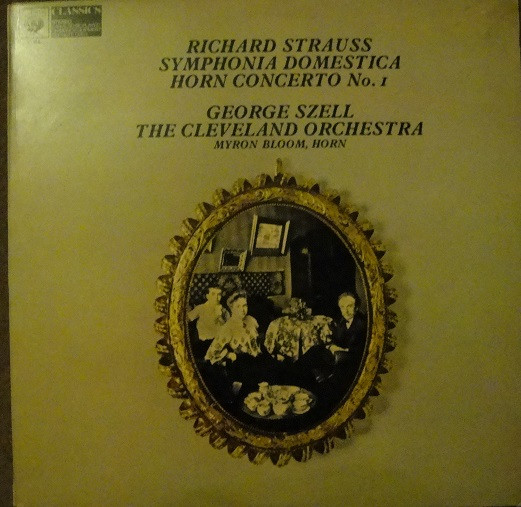 CLASSICS
RICHARD STRAUSS
SYMPHONIA DOMESTICA
HORN CONCERTO No. 1
GEORGE SZELL
THE CLEVELAND ORCHESTRA
MYRON BLOOM, HORN